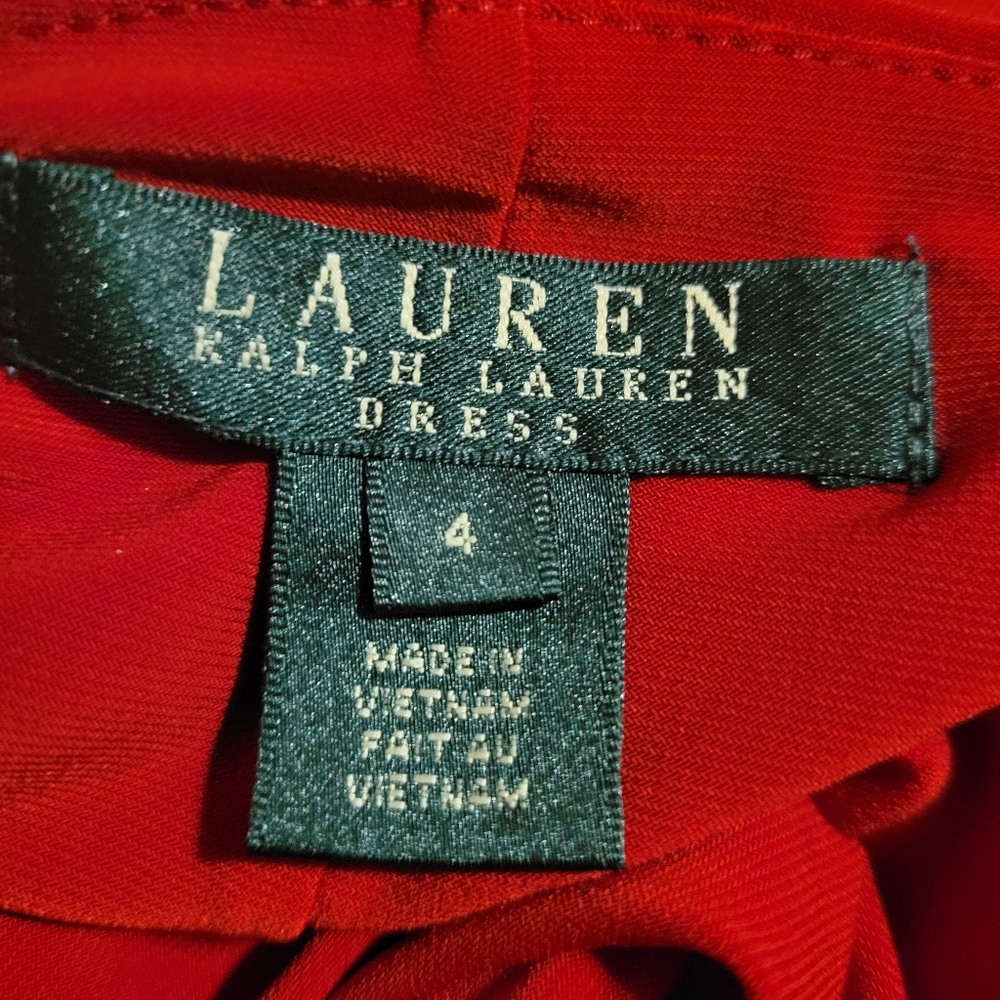 LAUREN
RALPH LAUREN
DRESS
4
MADE IN
VIETNAM
FAIT AU
VIETNAM